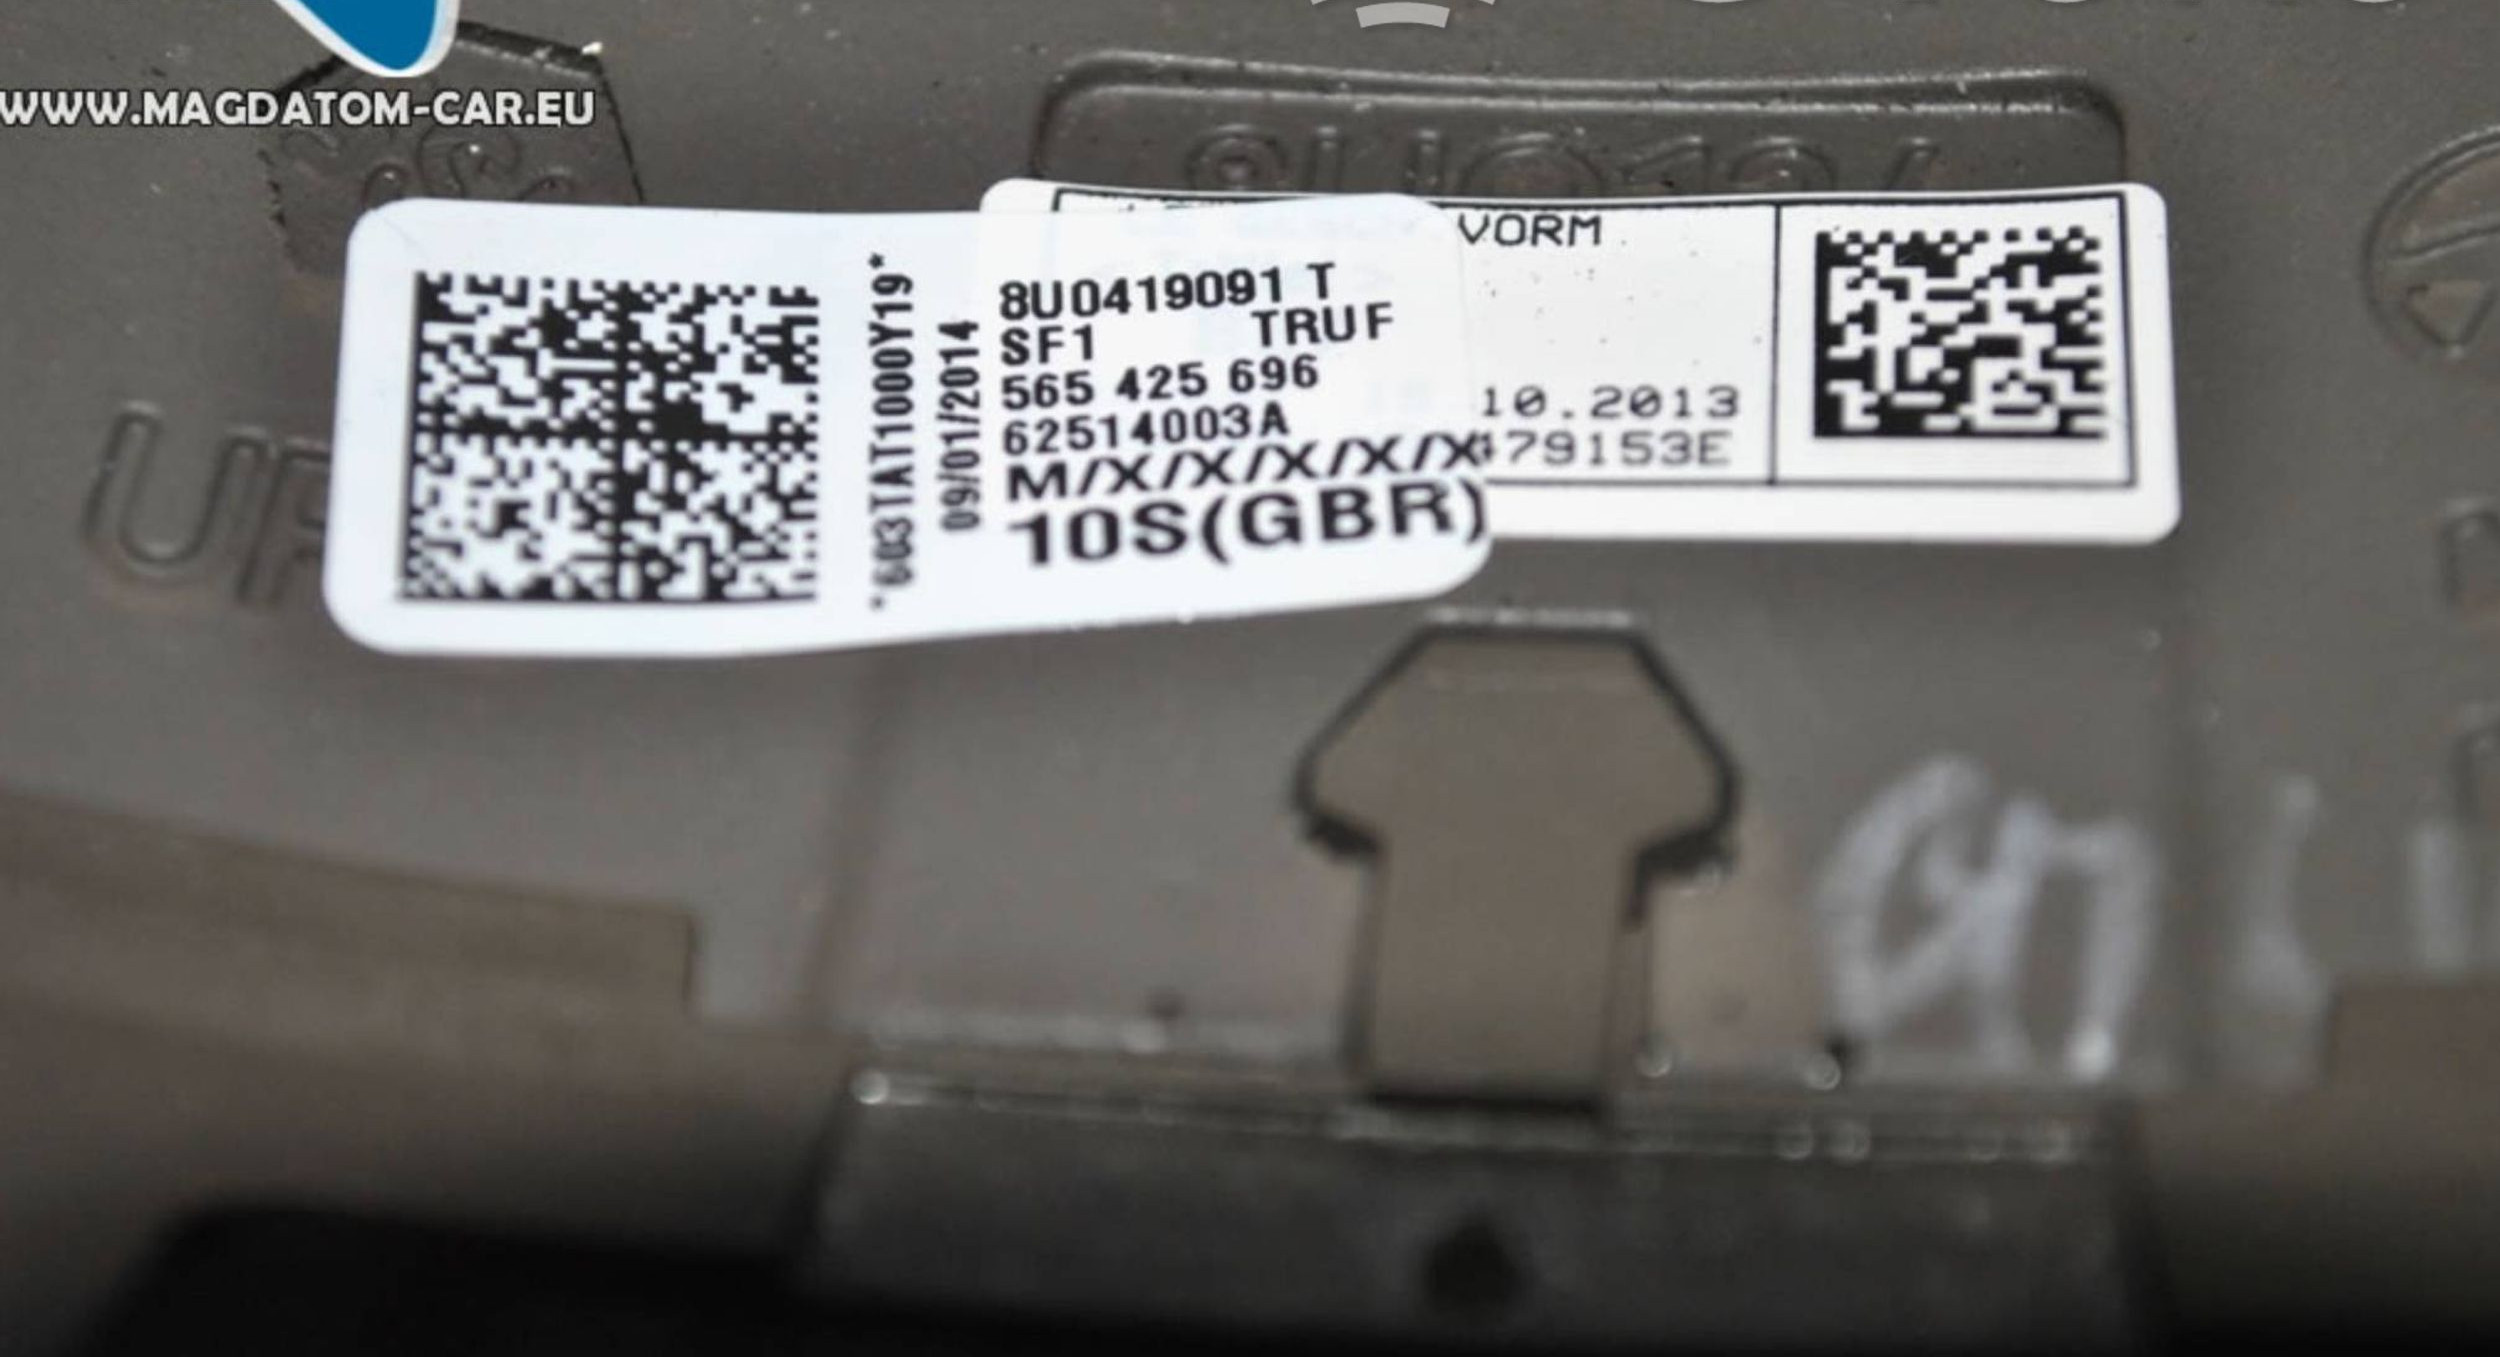 WWW.MAGDATOM-CAR.EU
VORM
*603TAT1000Y19*
09/01/2014
8U0419091 T
SF1 TRUF
565 425 696
62514003A
M/X/X/X/X/X
10S(GBR)
10.2013
79153E